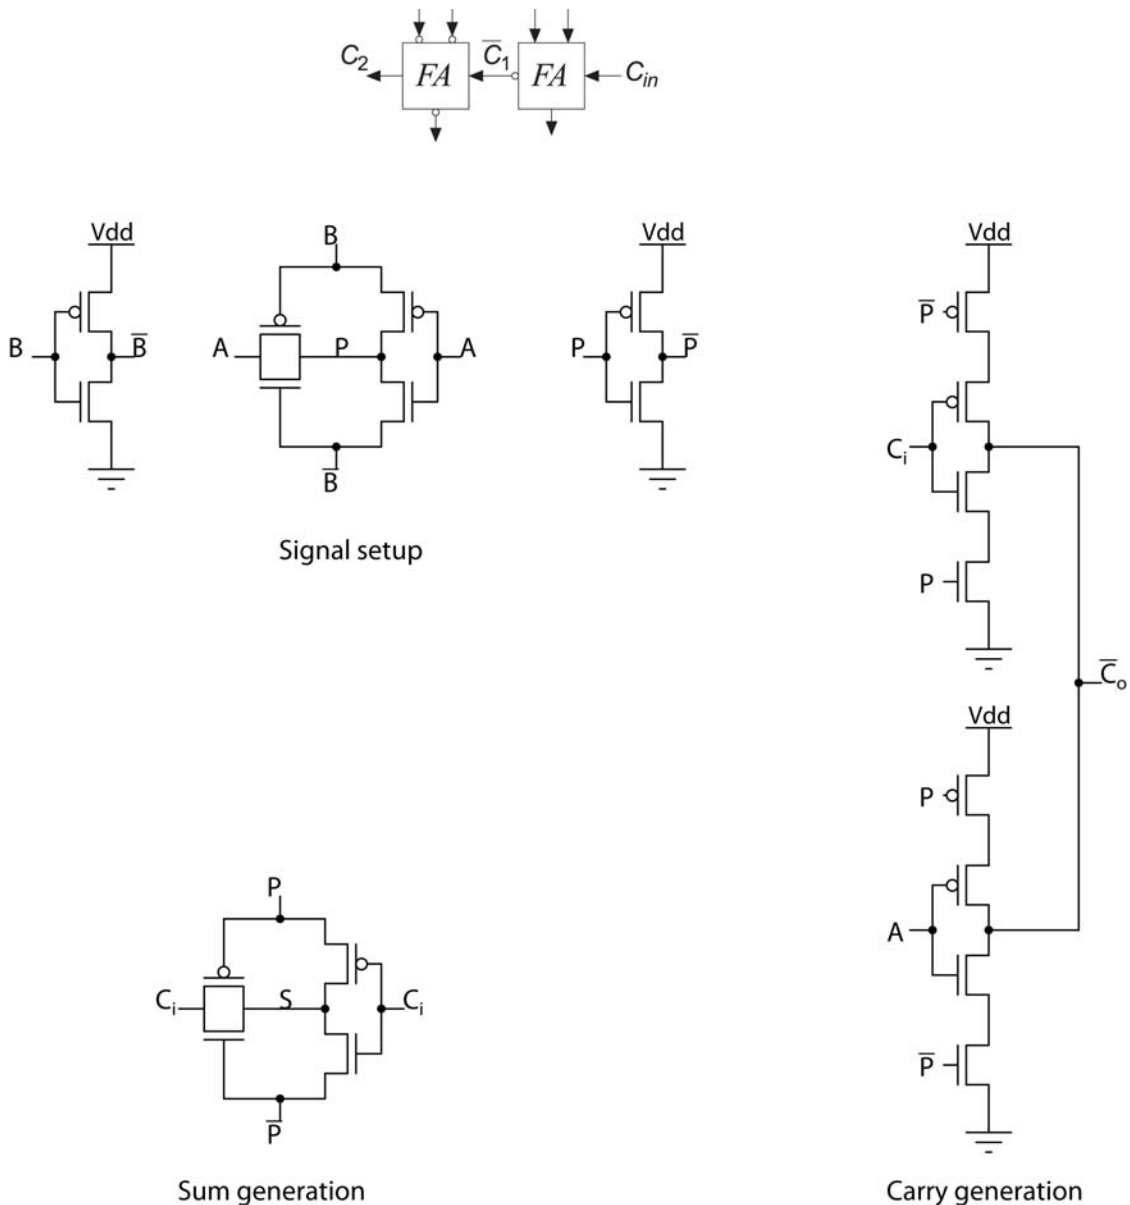 C₂ FA C̅₁ FA Cᵢₙ
Vdd
B B̅
B
A P A
B̅
Vdd
P P̅
Signal setup
Vdd
P̅
Cᵢ
P
C̅ₒ
Vdd
P
A
P̅
Carry generation
P
Cᵢ S Cᵢ
P̅
Sum generation